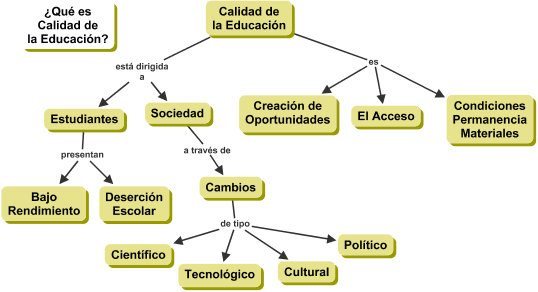 ¿Qué es
Calidad de
la Educación?
Calidad de
la Educación
está dirigida
a
es
Estudiantes
Sociedad
Creación de
Oportunidades
El Acceso
Condiciones
Permanencia
Materiales
presentan
a través de
Bajo
Rendimiento
Deserción
Escolar
Cambios
de tipo
Científico
Tecnológico
Cultural
Político